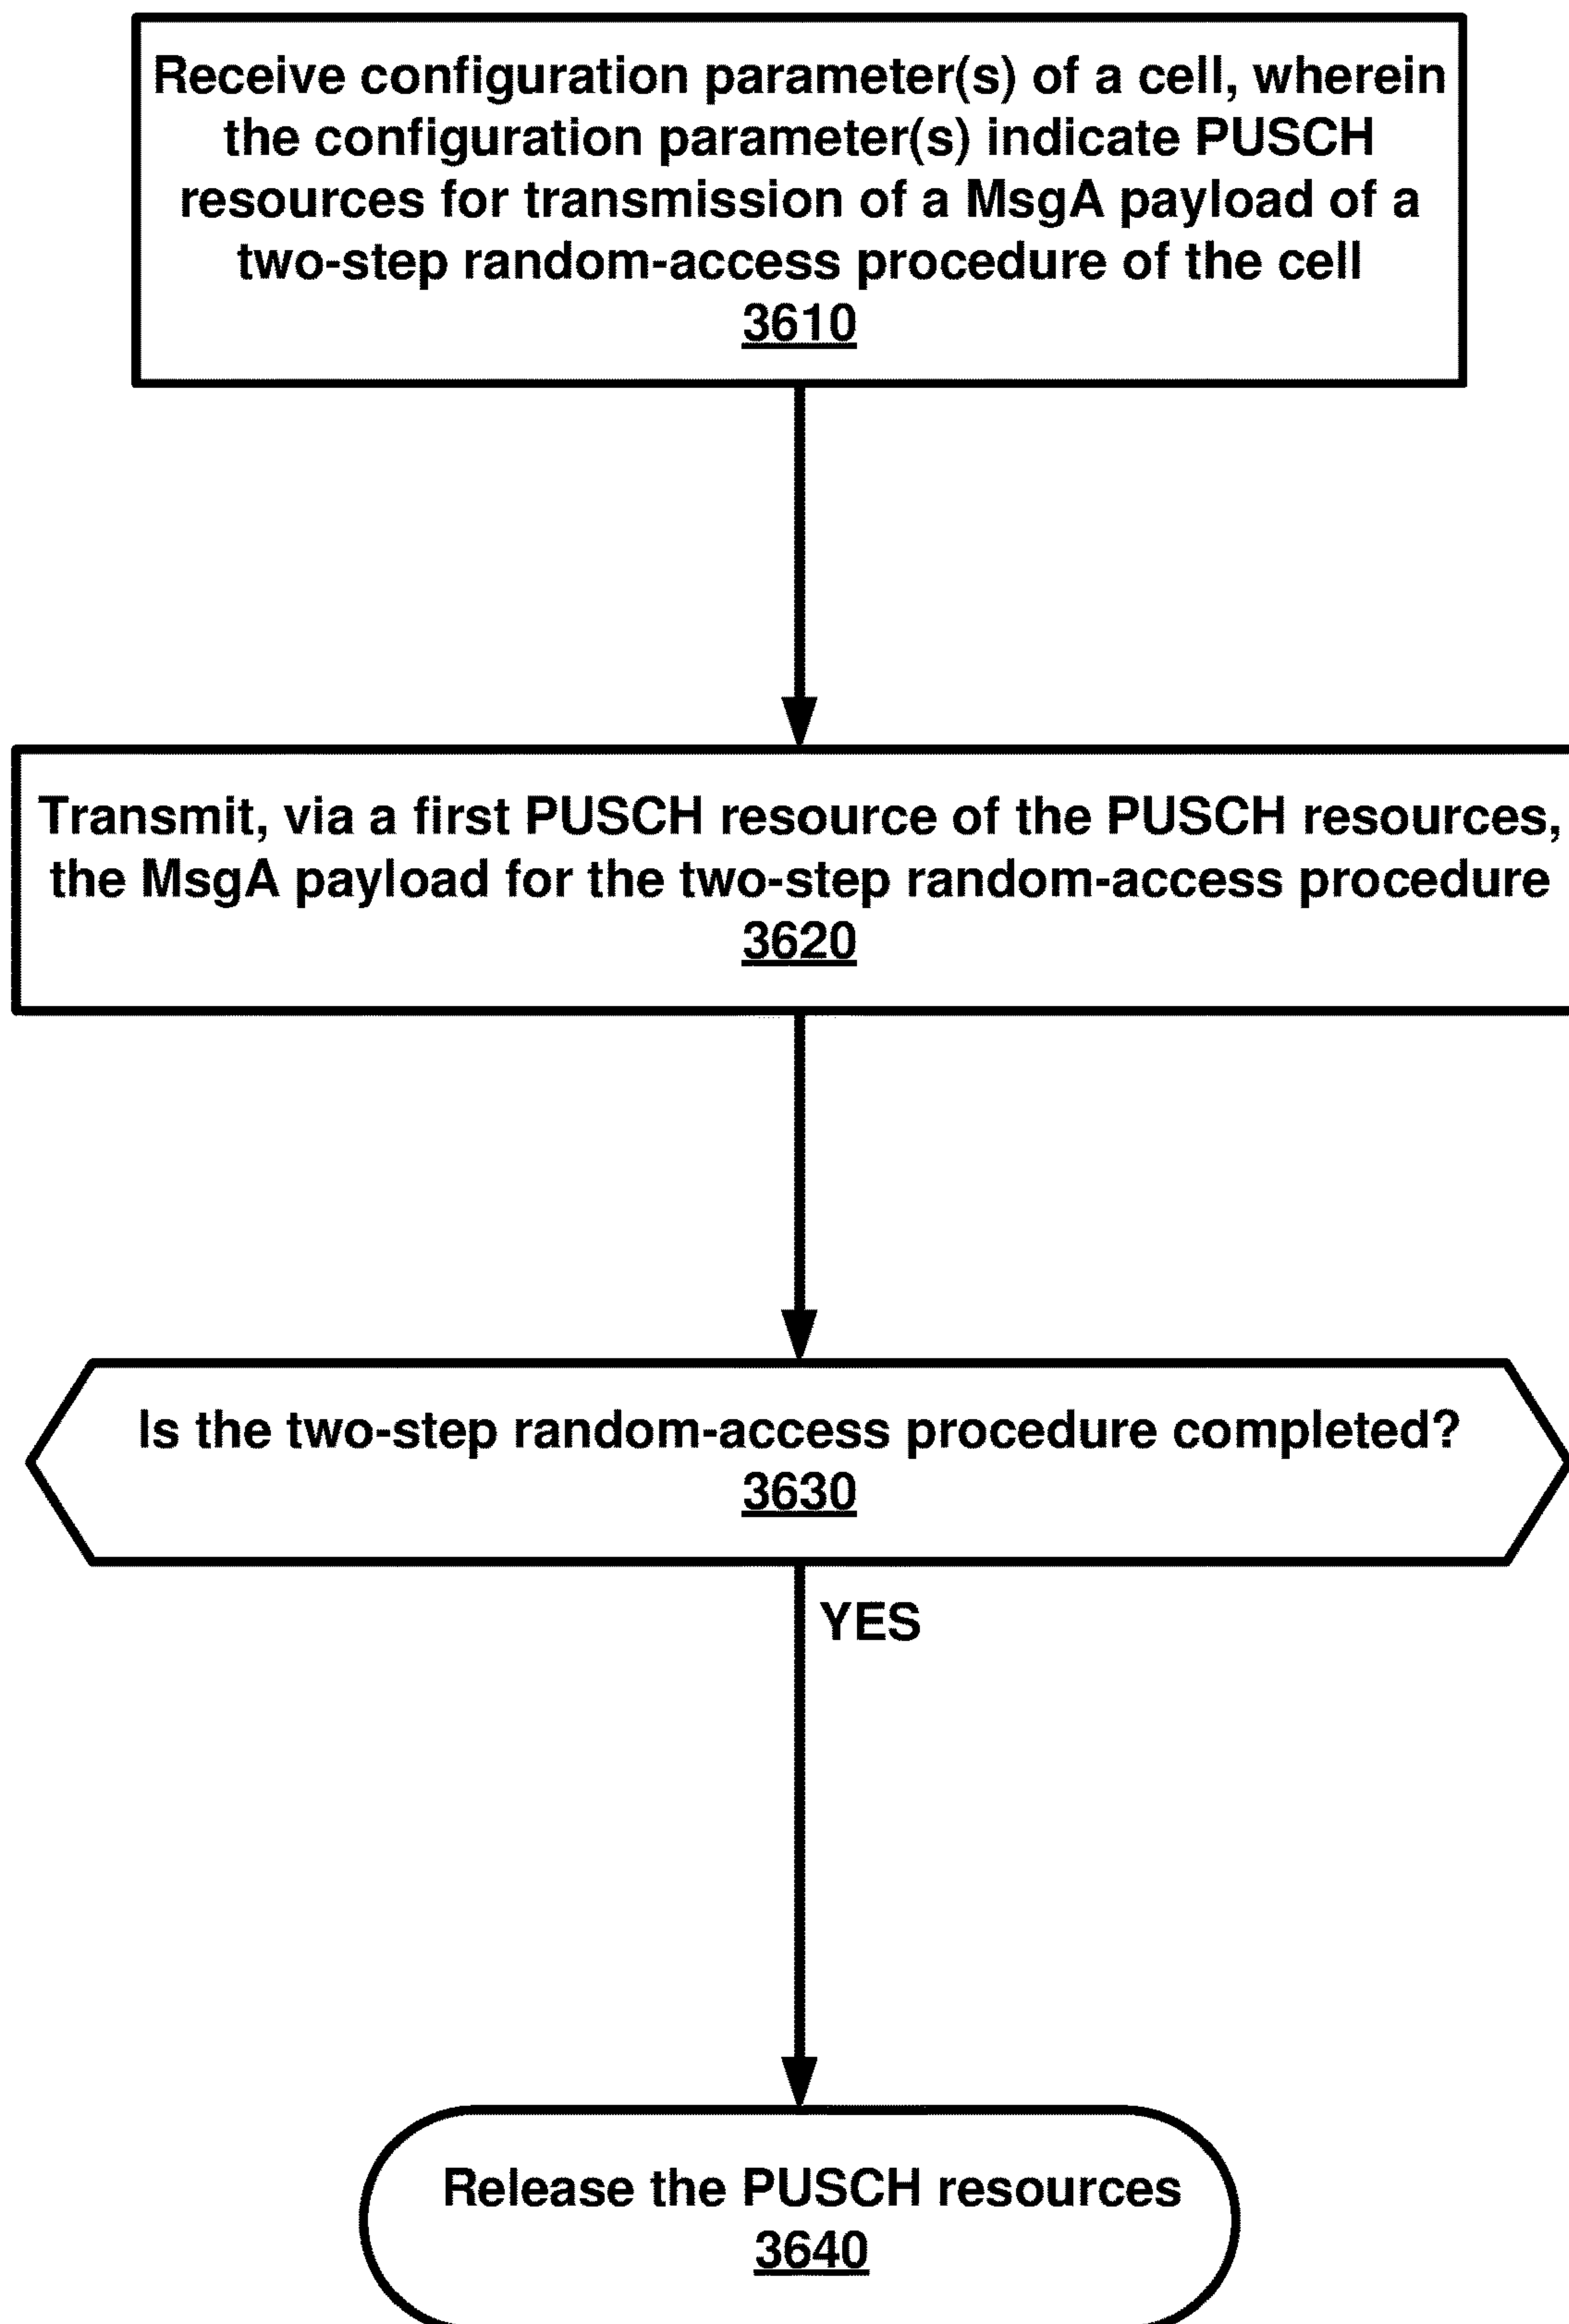 Receive configuration parameter(s) of a cell, wherein
the configuration parameter(s) indicate PUSCH
resources for transmission of a MsgA payload of a
two-step random-access procedure of the cell
3610
Transmit, via a first PUSCH resource of the PUSCH resources,
the MsgA payload for the two-step random-access procedure
3620
Is the two-step random-access procedure completed?
3630
YES
Release the PUSCH resources
3640